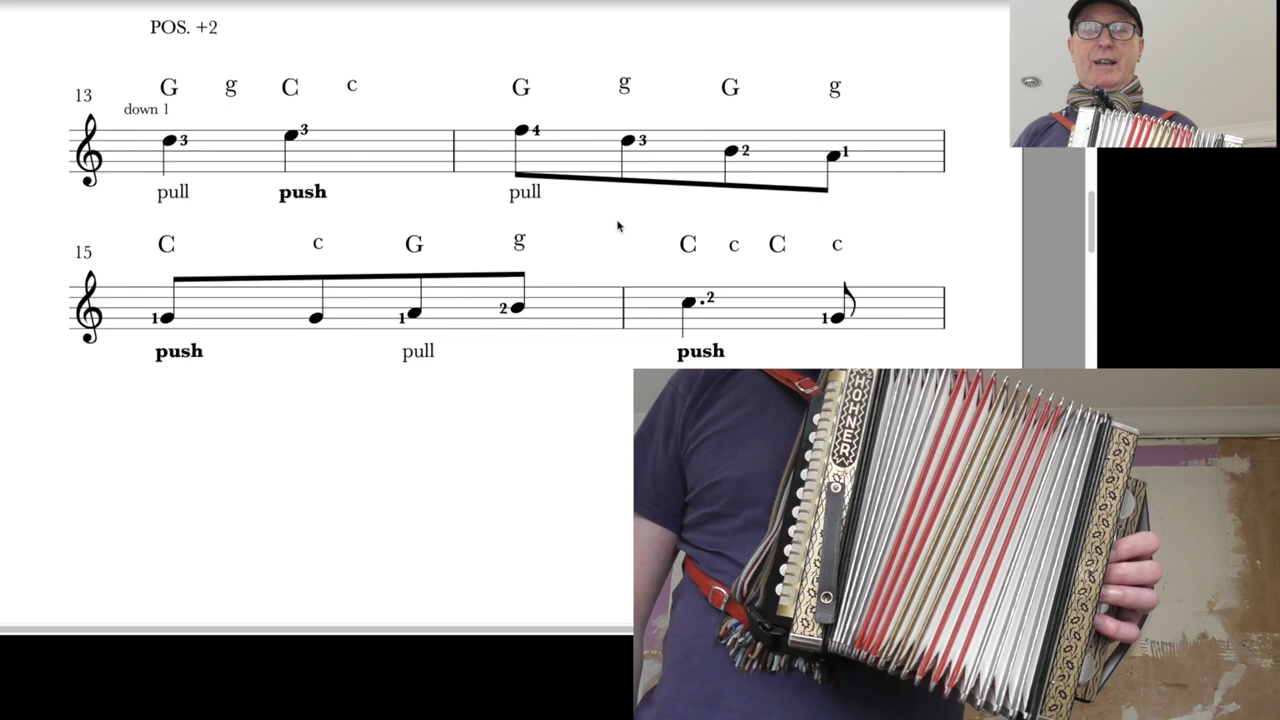 POS. +2
G g C c G g G g
13
down 1
3 3 4 3 2 1
pull push pull
C c G g C c C c
15
1 1 2 2 1
push pull push
HOHNER